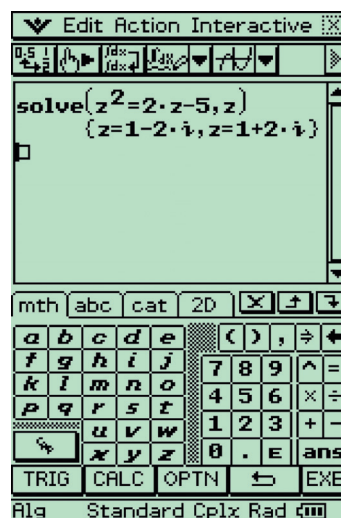 Edit Action Interactive
solve(z²=2·z-5,z)
{z=1-2·i,z=1+2·i}
mth abc cat 2D
a b c d e ( ) , ÷
f g h i j 7 8 9 ^ =
k l m n o 4 5 6 × ÷
p q r s t 1 2 3 + -
u v w
x y z 0 . E ans
TRIG CALC OPTN EXE
Alg Standard Cplx Rad